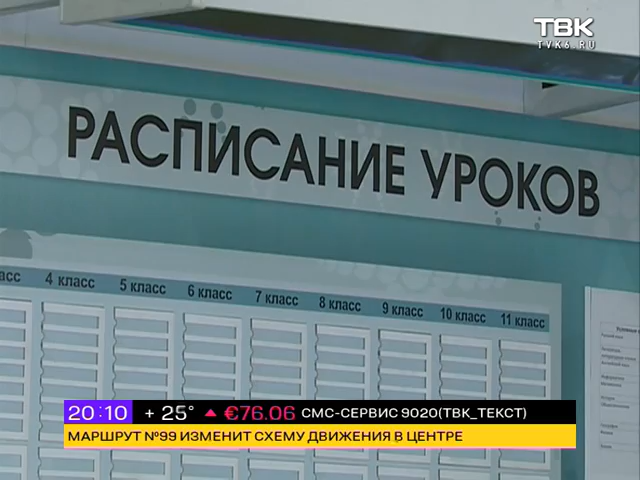 ТВК
TVK6.RU
РАСПИСАНИЕ УРОКОВ
4 класс 5 класс 6 класс 7 класс 8 класс 9 класс 10 класс 11 класс
20:10 + 25° €76.06 СМС-СЕРВИС 9020(ТВК_ТЕКСТ)
МАРШРУТ №99 ИЗМЕНИТ СХЕМУ ДВИЖЕНИЯ В ЦЕНТРЕ